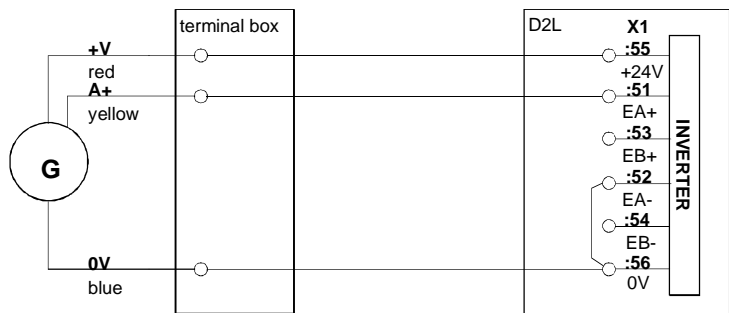 terminal box
D2L
X1
+V
red
:55
+24V
A+
yellow
:51
EA+
:53
EB+
G
:52
EA-
:54
EB-
0V
blue
:56
0V
INVERTER